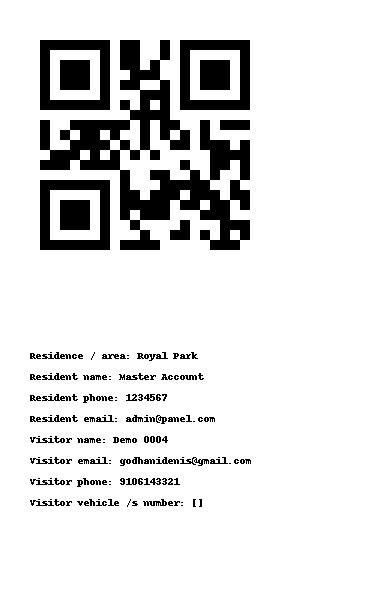 Residence / area: Royal Park
Resident name: Master Account
Resident phone: 1234567
Resident email: admin@panel.com
Visitor name: Demo 0004
Visitor email: godhanidenis@gmail.com
Visitor phone: 9106143321
Visitor vehicle /s number: []